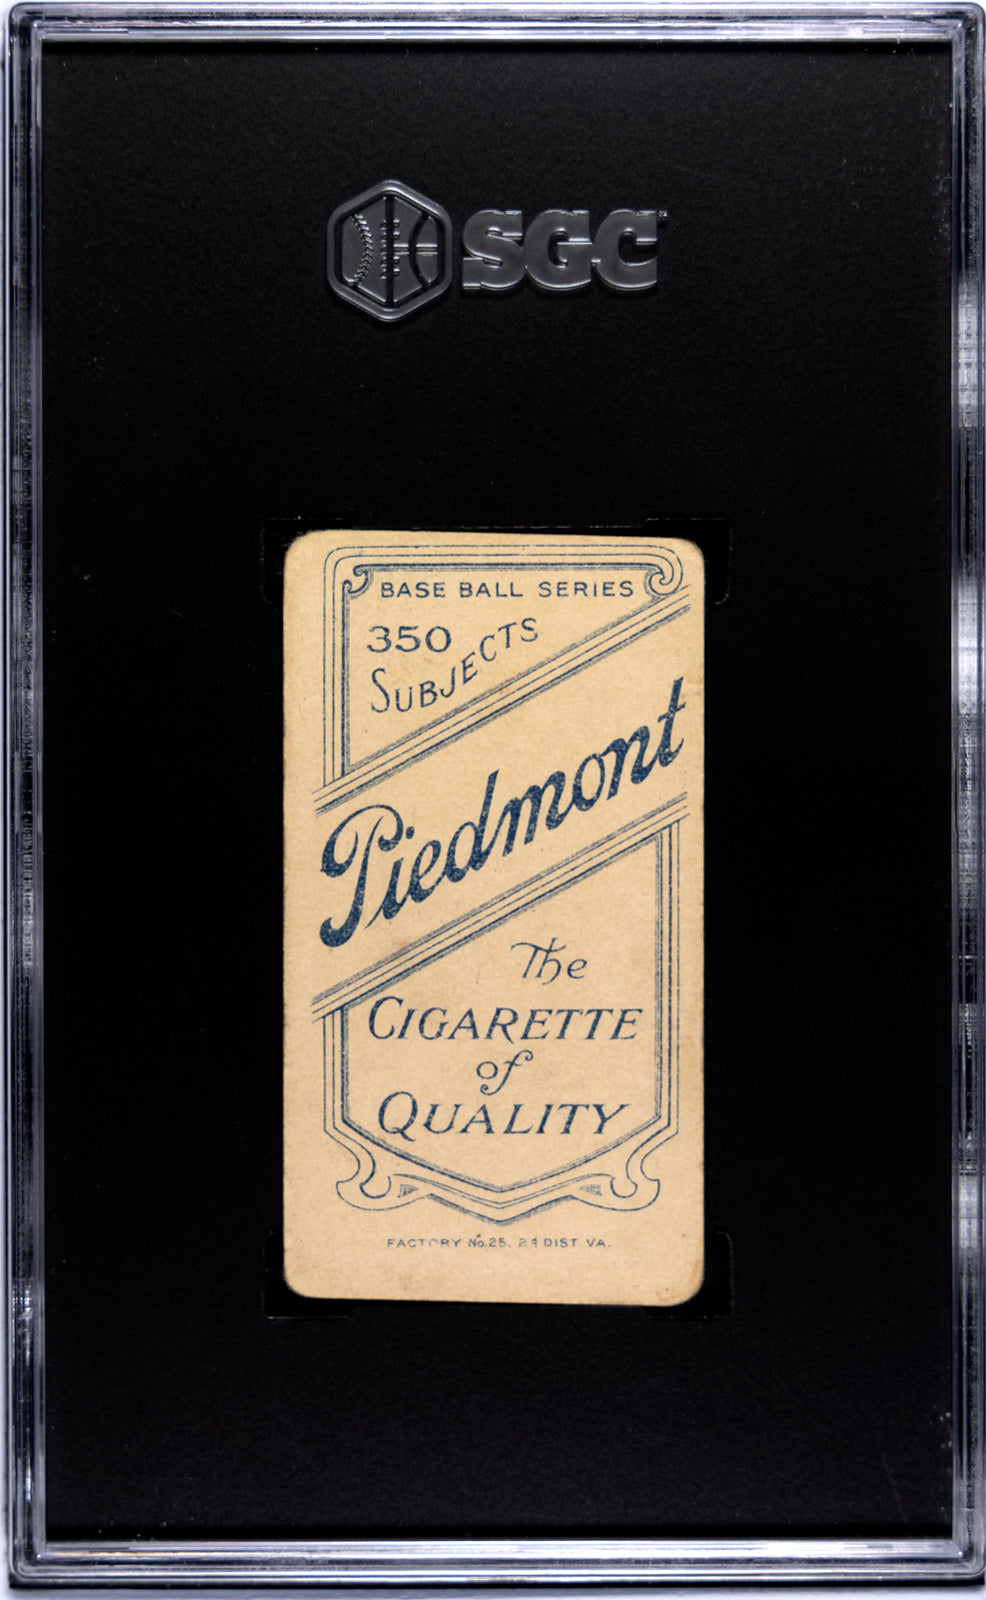 SGC
BASE BALL SERIES
350
SUBJECTS
Piedmont
The
CIGARETTE
of
QUALITY
FACTORY No. 25. 2d DIST. VA.